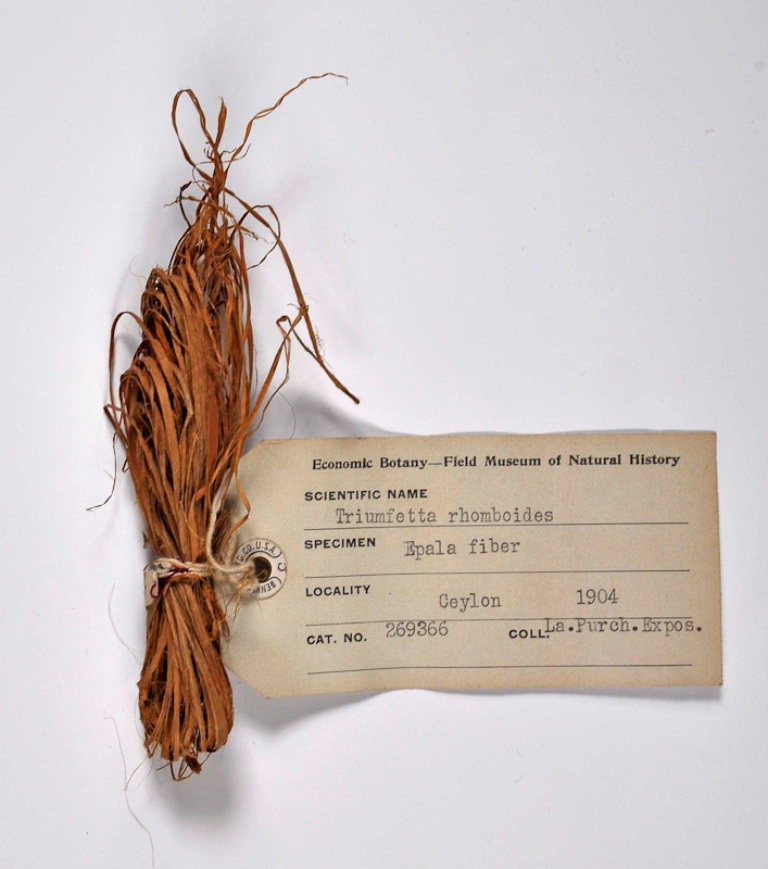 Economic Botany—Field Museum of Natural History
SCIENTIFIC NAME
Triumfetta rhomboides
SPECIMEN Epala fiber
LOCALITY Ceylon 1904
CAT. NO. 269366 COLL. La.Purch.Expos.
CO. U.S.A.